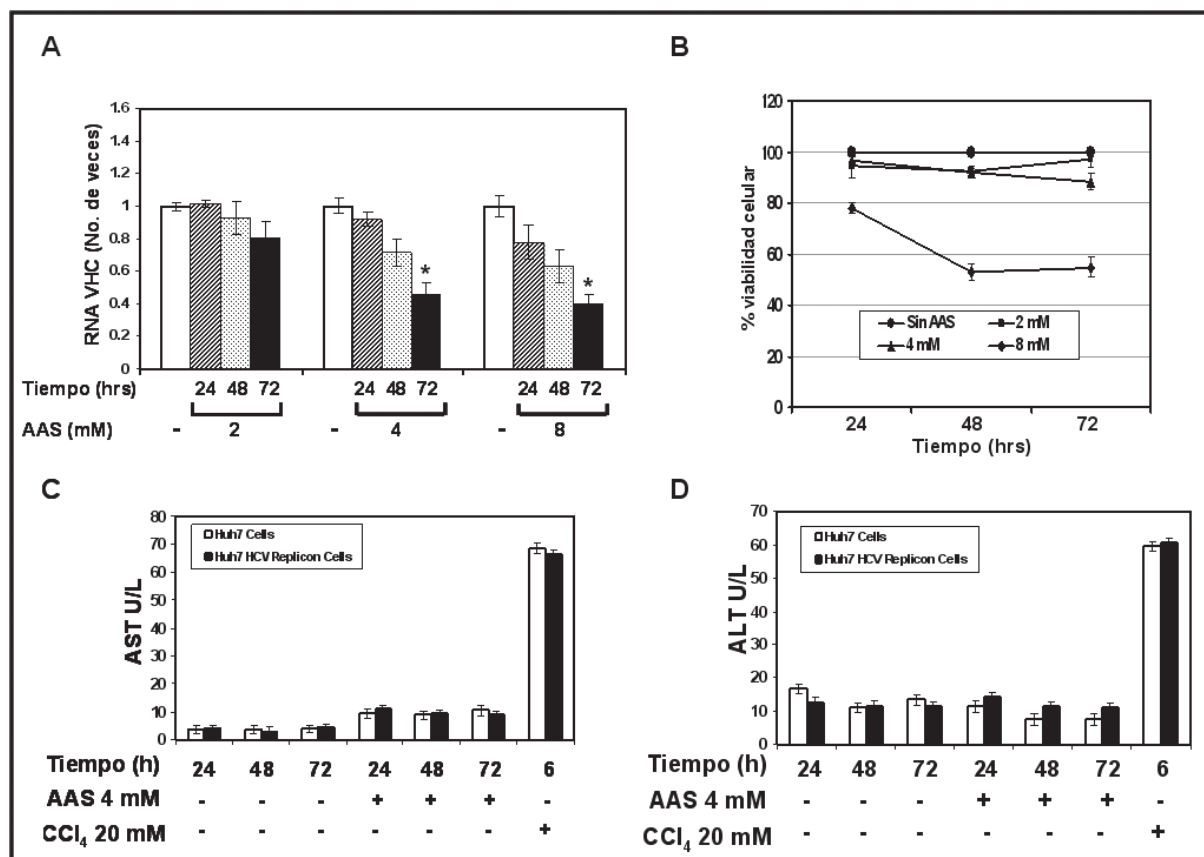 A
RNA VHC (No. de veces)
1.6
1.4
1.2
1
0.8
0.6
0.4
0.2
0
*
*
Tiempo (hrs) 24 48 72 24 48 72 24 48 72
AAS (mM) - 2 - 4 - 8
B
% viabilidad celular
120
100
80
60
40
20
0
Sin AAS 2 mM
4 mM 8 mM
24 48 72
Tiempo (hrs)
C
AST U/L
80
70
60
50
40
30
20
10
0
Huh7 Cells
Huh7 HCV Replicon Cells
Tiempo (h) 24 48 72 24 48 72 6
AAS 4 mM - - - + + + -
CCl4 20 mM - - - - - - +
D
ALT U/L
70
60
50
40
30
20
10
0
Huh7 Cells
Huh7 HCV Replicon Cells
Tiempo (h) 24 48 72 24 48 72 6
AAS 4 mM - - - + + + -
CCl4 20 mM - - - - - - +